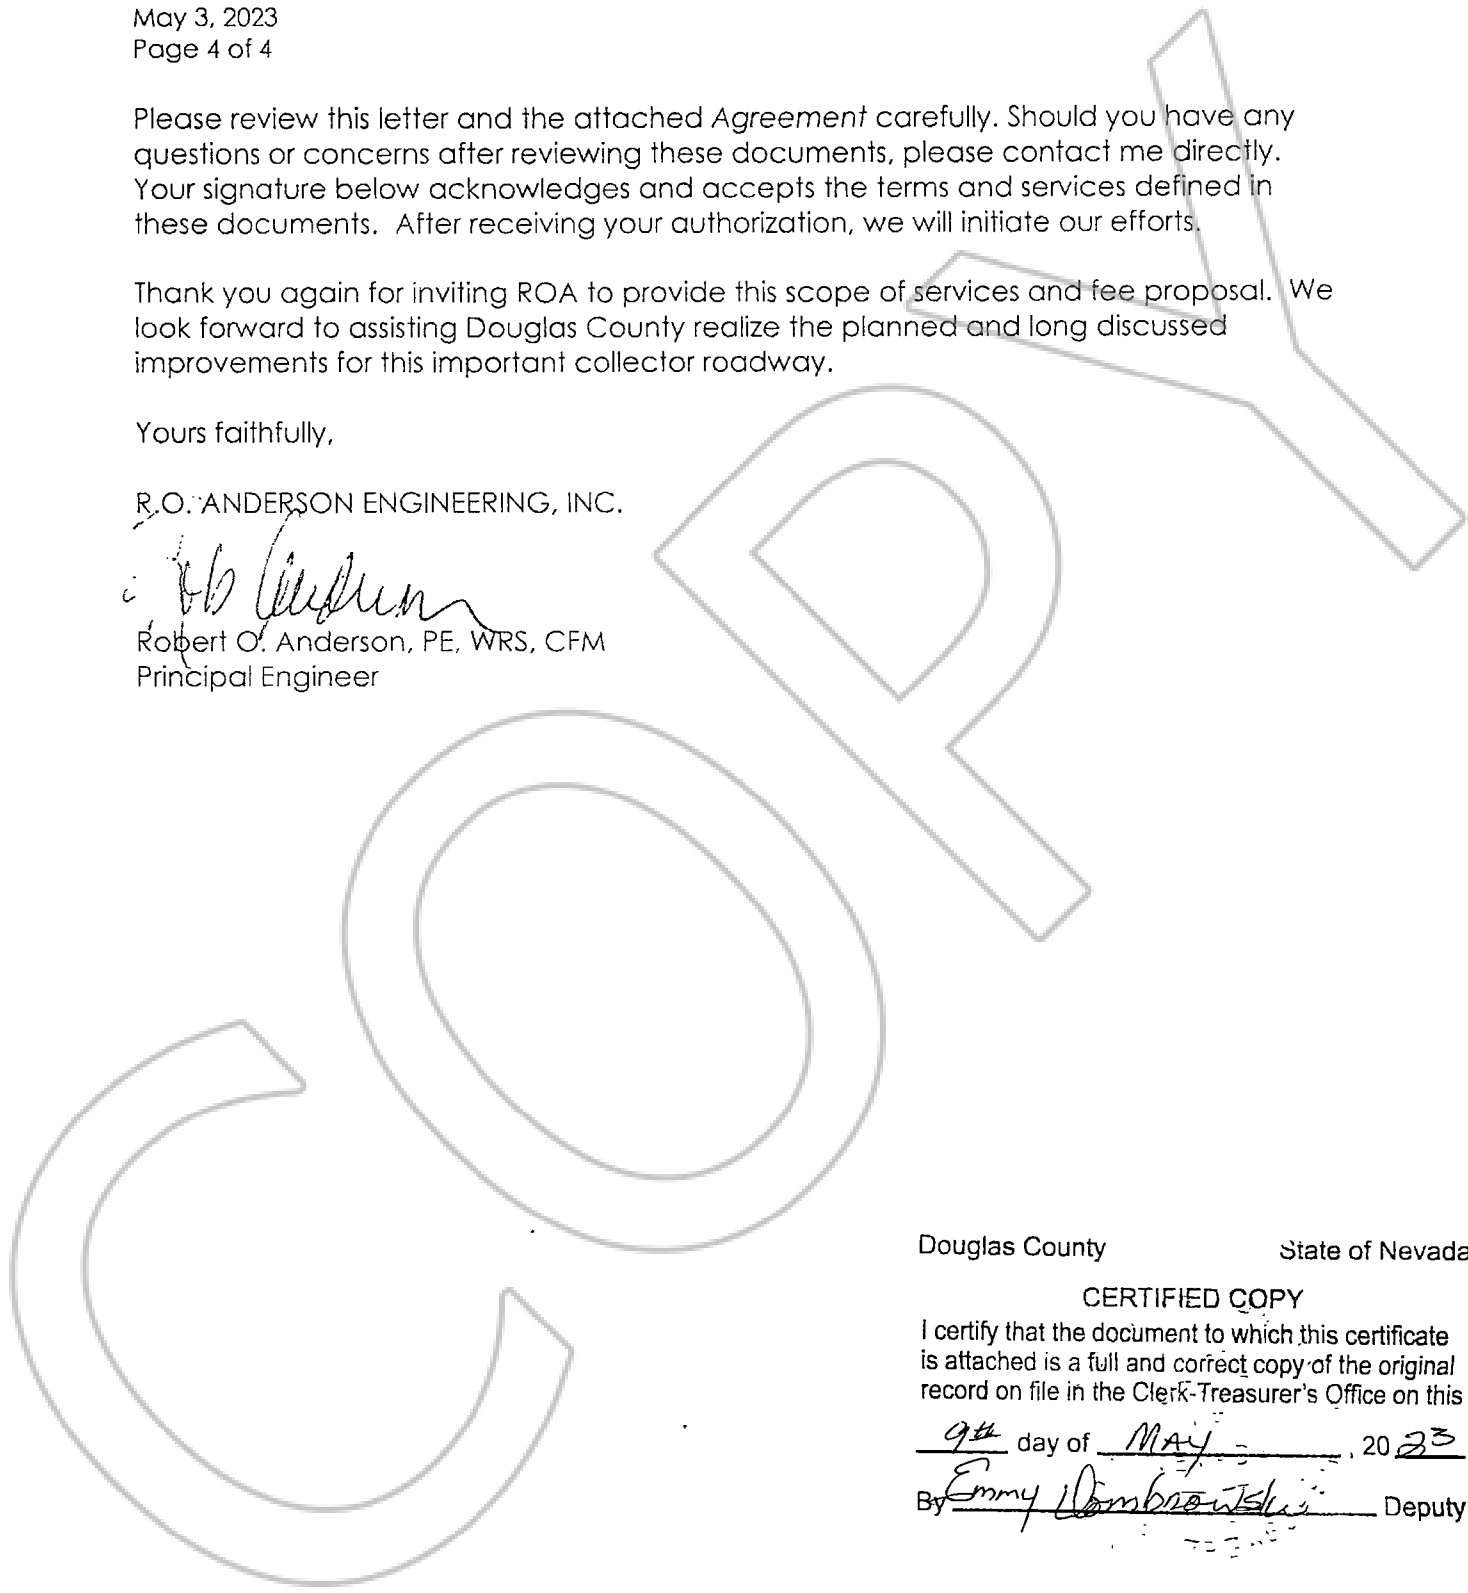 May 3, 2023
Page 4 of 4
Please review this letter and the attached Agreement carefully. Should you have any
questions or concerns after reviewing these documents, please contact me directly.
Your signature below acknowledges and accepts the terms and services defined in
these documents.  After receiving your authorization, we will initiate our efforts.
Thank you again for inviting ROA to provide this scope of services and fee proposal.  We
look forward to assisting Douglas County realize the planned and long discussed
improvements for this important collector roadway.
Yours faithfully,
R.O. ANDERSON ENGINEERING, INC.
Rob Anderson
Robert O. Anderson, PE, WRS, CFM
Principal Engineer
COPY
Douglas County State of Nevada
CERTIFIED COPY
I certify that the document to which this certificate
is attached is a full and correct copy of the original
record on file in the Clerk-Treasurer's Office on this
9th day of MAY, 2023
By Emmy Dombrowski Deputy